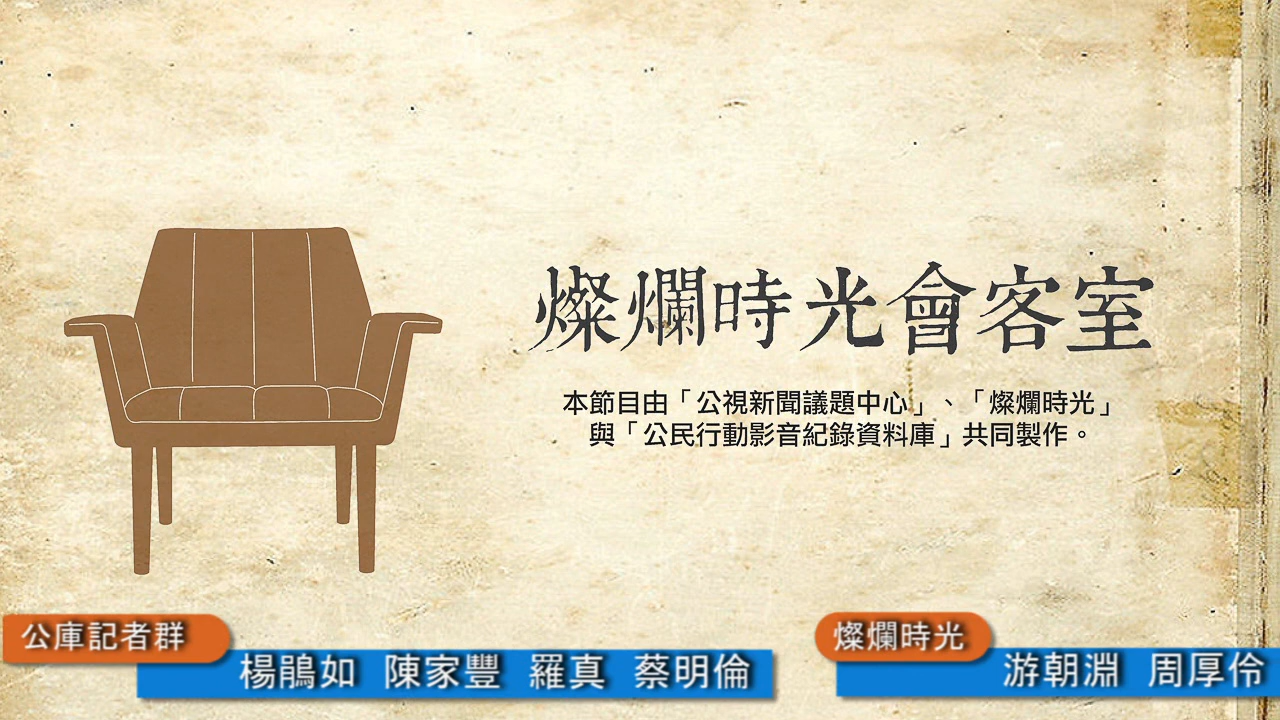 燦爛時光會客室
本節目由「公視新聞議題中心」、「燦爛時光」
與「公民行動影音紀錄資料庫」共同製作。
公庫記者群
楊鵑如 陳家豐 羅真 蔡明倫
燦爛時光
游朝淵 周厚伶